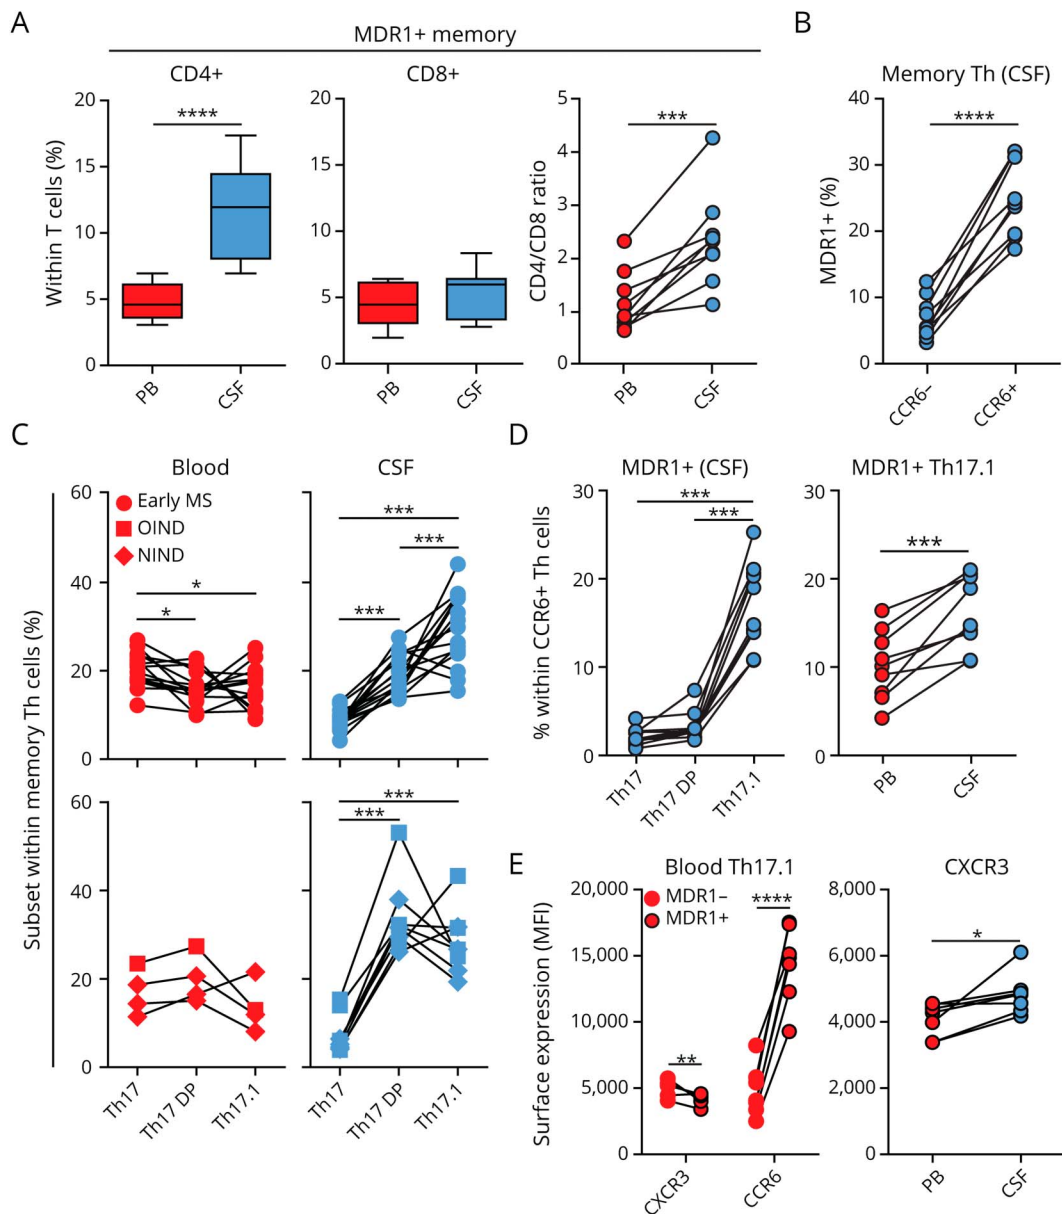 A
B
MDR1+ memory
CD4+
CD8+
Memory Th (CSF)
Within T cells (%)
20
15
10
5
0
****
PB
CSF
20
15
10
5
0
PB
CSF
CD4/CD8 ratio
5
4
3
2
1
0
***
PB
CSF
MDR1+ (%)
40
30
20
10
0
****
CCR6–
CCR6+
C
D
Blood
CSF
MDR1+ (CSF)
MDR1+ Th17.1
Subset within memory Th cells (%)
60
40
20
0
Early MS
OIND
NIND
*
*
***
***
***
60
40
20
0
***
***
Th17
Th17 DP
Th17.1
Th17
Th17 DP
Th17.1
% within CCR6+ Th cells
30
20
10
0
***
***
Th17
Th17 DP
Th17.1
30
20
10
0
***
PB
CSF
E
Blood Th17.1
CXCR3
Surface expression (MFI)
20,000
15,000
10,000
5,000
0
MDR1–
MDR1+
****
**
CXCR3
CCR6
8,000
6,000
4,000
2,000
0
*
PB
CSF